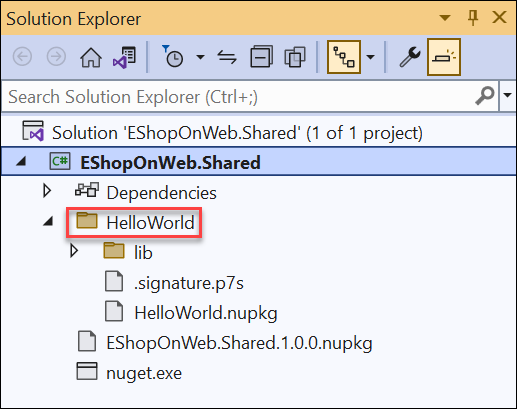 Solution Explorer
Search Solution Explorer (Ctrl+;)
Solution 'EShopOnWeb.Shared' (1 of 1 project)
C# EShopOnWeb.Shared
Dependencies
HelloWorld
lib
.signature.p7s
HelloWorld.nupkg
EShopOnWeb.Shared.1.0.0.nupkg
nuget.exe